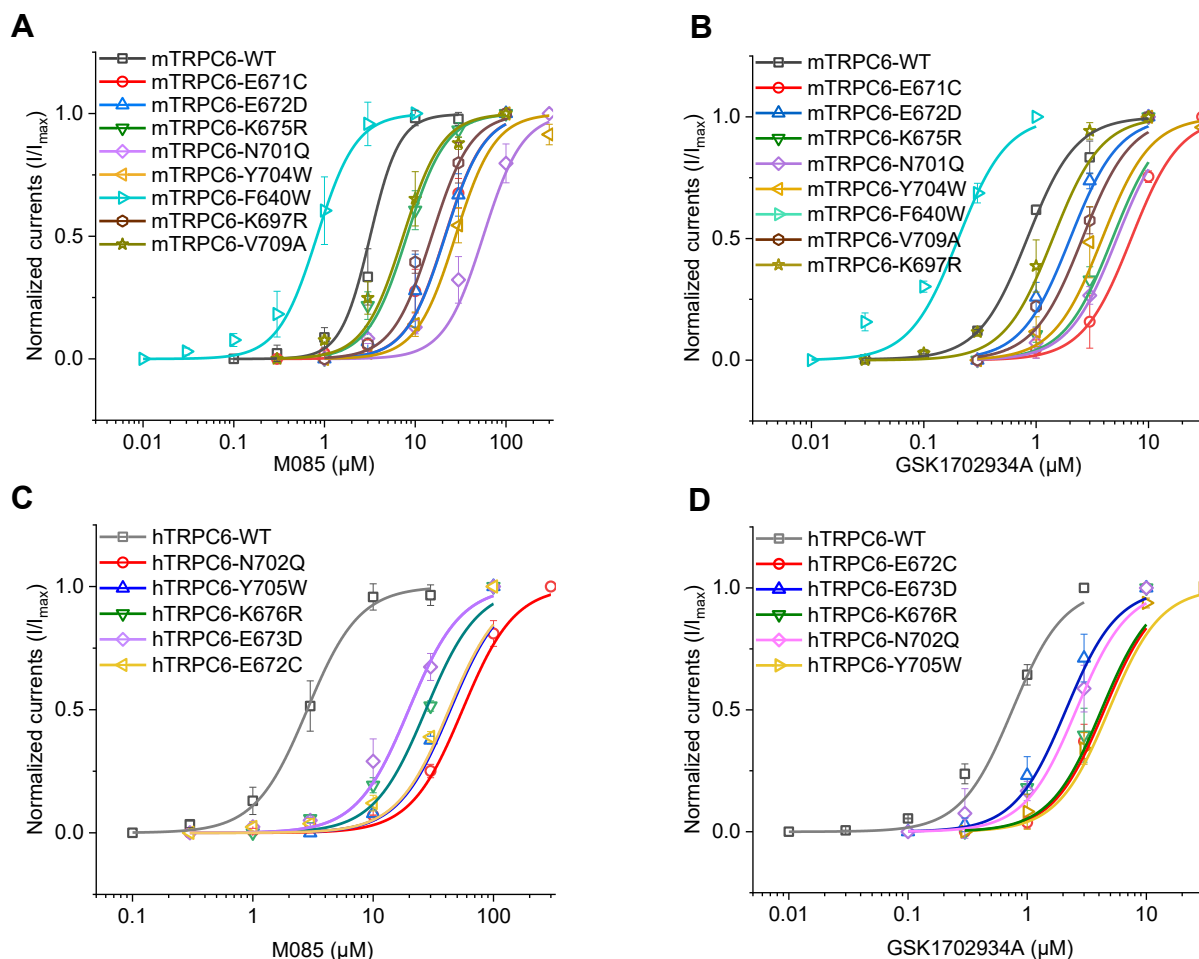 A
mTRPC6-WT
mTRPC6-E671C
mTRPC6-E672D
mTRPC6-K675R
mTRPC6-N701Q
mTRPC6-Y704W
mTRPC6-F640W
mTRPC6-K697R
mTRPC6-V709A
Normalized currents (I/Imax)
1.0
0.5
0.0
0.01 0.1 1 10 100
M085 (µM)
B
mTRPC6-WT
mTRPC6-E671C
mTRPC6-E672D
mTRPC6-K675R
mTRPC6-N701Q
mTRPC6-Y704W
mTRPC6-F640W
mTRPC6-V709A
mTRPC6-K697R
Normalized currents (I/Imax)
1.0
0.5
0.0
0.01 0.1 1 10
GSK1702934A (µM)
C
hTRPC6-WT
hTRPC6-N702Q
hTRPC6-Y705W
hTRPC6-K676R
hTRPC6-E673D
hTRPC6-E672C
Normalized currents (I/Imax)
1.0
0.5
0.0
0.1 1 10 100
M085 (µM)
D
hTRPC6-WT
hTRPC6-E672C
hTRPC6-E673D
hTRPC6-K676R
hTRPC6-N702Q
hTRPC6-Y705W
Normalized currents (I/Imax)
1.0
0.5
0.0
0.01 0.1 1 10
GSK1702934A (µM)